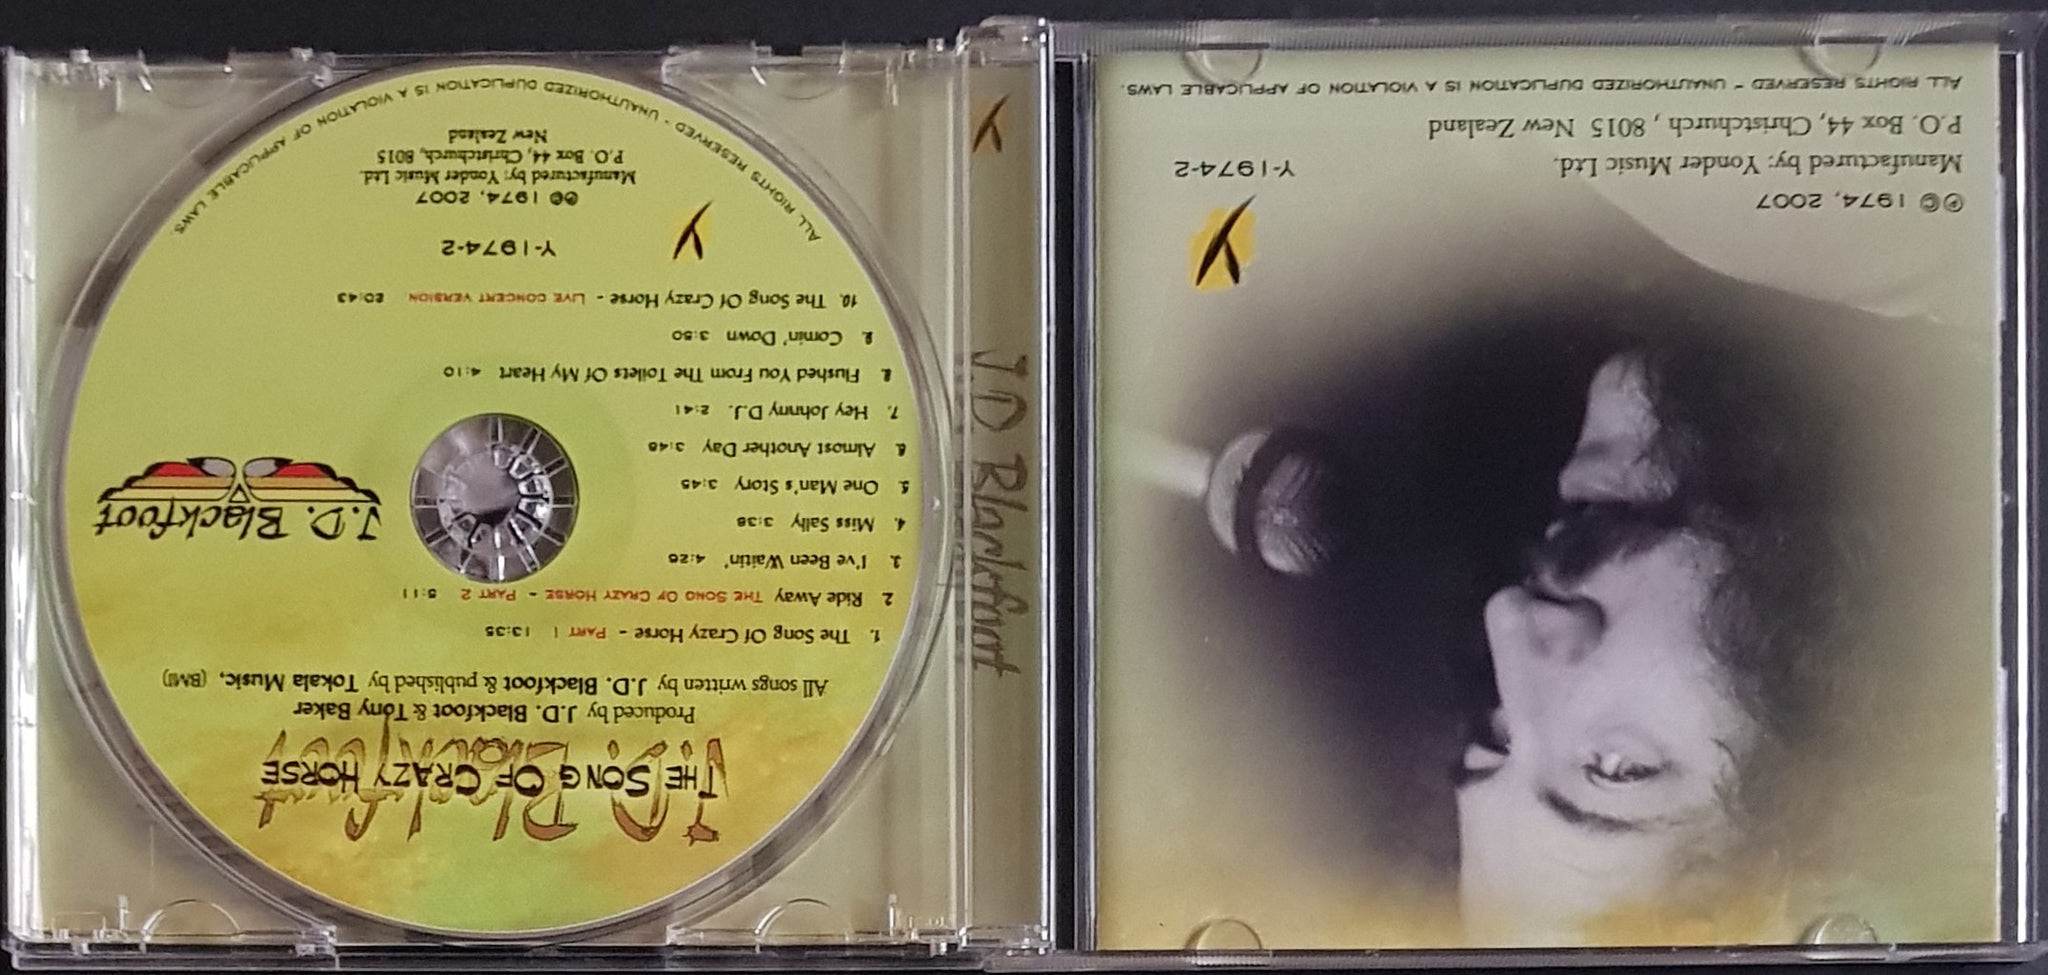 J.D. Blackfoot
THE SONG OF CRAZY HORSE
Produced by J.D. Blackfoot & Tony Baker
All songs written by J.D. Blackfoot & published by Tokala Music, (BMI)
1. The Song Of Crazy Horse - PART 1 13:35
2. Ride Away THE SONG OF CRAZY HORSE - PART 2 5:11
3. I've Been Waitin' 4:26
4. Miss Sally 3:38
5. One Man's Story 3:45
6. Almost Another Day 3:48
7. Hey Johnny D.J. 2:41
8. Flushed You From The Toilets Of My Heart 4:10
9. Comin' Down 3:50
10. The Song Of Crazy Horse - LIVE CONCERT VERSION 20:43
J.D. Blackfoot
Y
Y-1974-2
℗© 1974, 2007
Manufactured by: Yonder Music Ltd.
P.O. Box 44, Christchurch, 8015
New Zealand
ALL RIGHTS RESERVED - UNAUTHORIZED DUPLICATION IS A VIOLATION OF APPLICABLE LAWS
J.D. Blackfoot
Y
Y
℗© 1974, 2007
Manufactured by: Yonder Music Ltd. Y-1974-2
P.O. Box 44, Christchurch , 8015 New Zealand
ALL RIGHTS RESERVED - UNAUTHORIZED DUPLICATION IS A VIOLATION OF APPLICABLE LAWS.